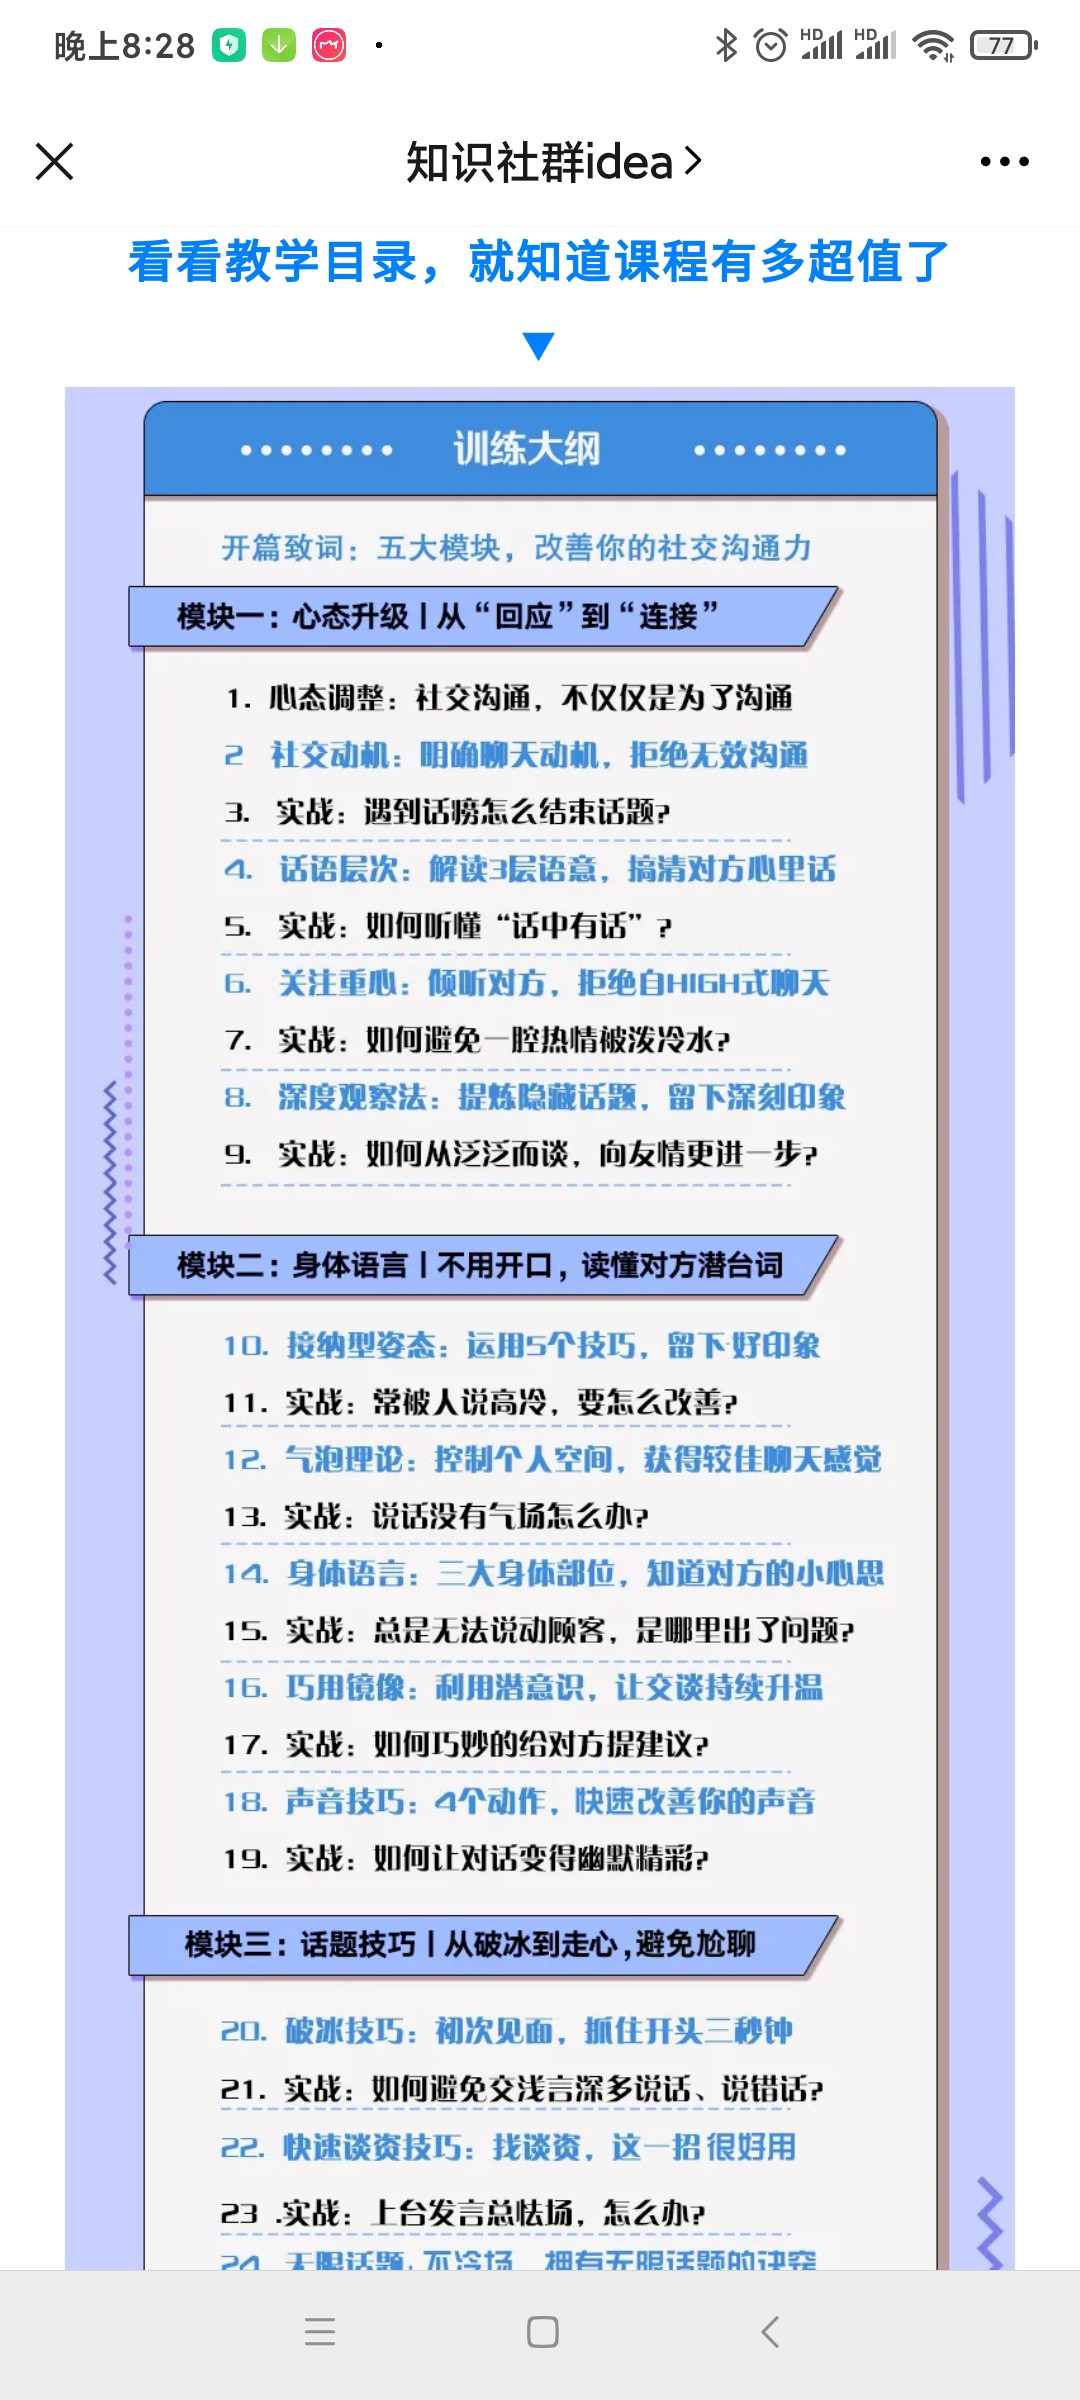 晚上8:28
HD
HD
77
知识社群idea
看看教学目录，就知道课程有多超值了
训练大纲
开篇致词：五大模块，改善你的社交沟通力
模块一：心态升级丨从“回应”到“连接”
1. 心态调整：社交沟通，不仅仅是为了沟通
2 社交动机：明确聊天动机，拒绝无效沟通
3. 实战：遇到话痨怎么结束话题?
4. 话语层次：解读3层语意，搞清对方心里话
5. 实战：如何听懂“话中有话”?
6. 关注重心：倾听对方，拒绝自HIGH式聊天
7. 实战：如何避免一腔热情被泼冷水?
8. 深度观察法：提炼隐藏话题，留下深刻印象
9. 实战：如何从泛泛而谈，向友情更进一步?
模块二：身体语言丨不用开口，读懂对方潜台词
10. 接纳型姿态：运用5个技巧，留下好印象
11. 实战：常被人说高冷，要怎么改善?
12. 气泡理论：控制个人空间，获得较佳聊天感觉
13. 实战：说话没有气场怎么办?
14. 身体语言：三大身体部位，知道对方的小心思
15. 实战：总是无法说动顾客，是哪里出了问题?
16. 巧用镜像：利用潜意识，让交谈持续升温
17. 实战：如何巧妙的给对方提建议?
18. 声音技巧：4个动作，快速改善你的声音
19. 实战：如何让对话变得幽默精彩?
模块三：话题技巧丨从破冰到走心,避免尬聊
20. 破冰技巧：初次见面，抓住开头三秒钟
21. 实战：如何避免交浅言深多说话、说错话?
22. 快速谈资技巧：找谈资，这一招很好用
23 .实战：上台发言总怯场，怎么办?
24. 无限话题：不冷场，拥有无限话题的诀窍